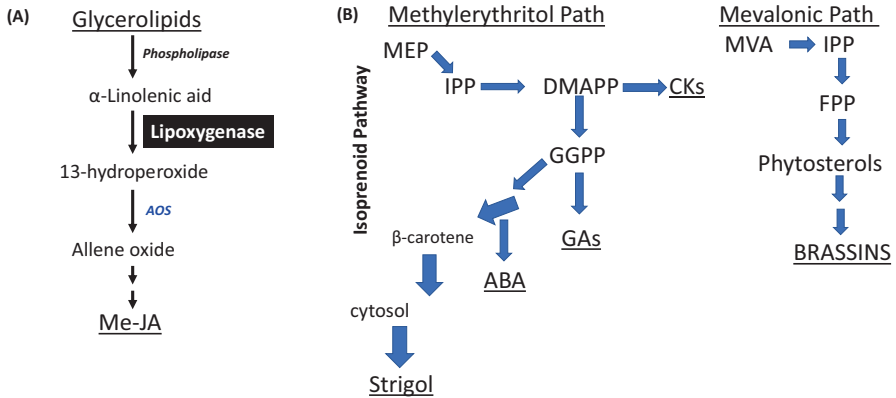 (A)
Glycerolipids
Phospholipase
α-Linolenic aid
Lipoxygenase
13-hydroperoxide
AOS
Allene oxide
Me-JA
(B)
Methylerythritol Path
Isoprenoid Pathway
MEP
IPP
DMAPP
CKs
GGPP
β-carotene
GAs
ABA
cytosol
Strigol
Mevalonic Path
MVA
IPP
FPP
Phytosterols
BRASSINS